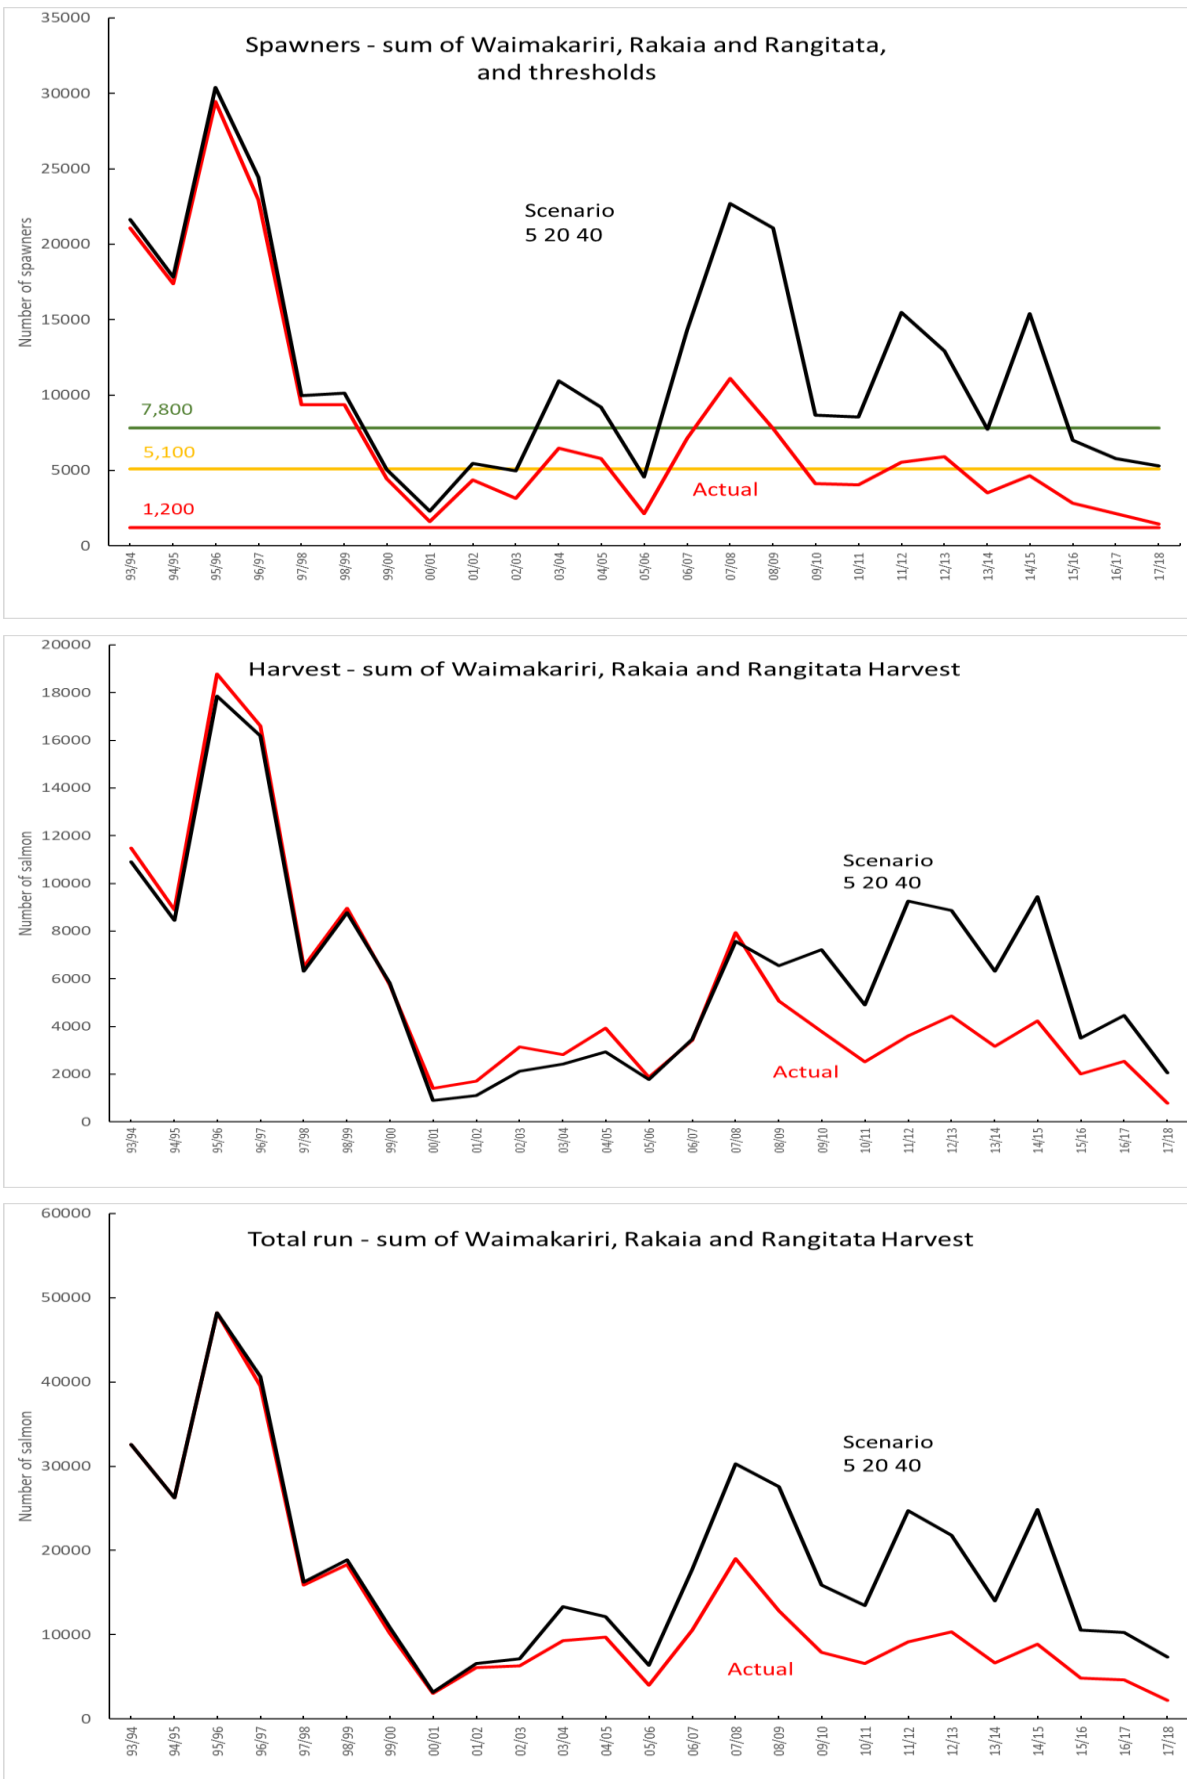 35000
Spawners - sum of Waimakariri, Rakaia and Rangitata,
and thresholds
30000
25000
Scenario
5 20 40
20000
Number of spawners
15000
10000
7,800
5,100
5000
Actual
1,200
0
93/94 94/95 95/96 96/97 97/98 98/99 99/00 00/01 01/02 02/03 03/04 04/05 05/06 06/07 07/08 08/09 09/10 10/11 11/12 12/13 13/14 14/15 15/16 16/17 17/18
20000
Harvest - sum of Waimakariri, Rakaia and Rangitata Harvest
18000
16000
14000
12000
Number of salmon
Scenario
5 20 40
10000
8000
6000
4000
Actual
2000
0
93/94 94/95 95/96 96/97 97/98 98/99 99/00 00/01 01/02 02/03 03/04 04/05 05/06 06/07 07/08 08/09 09/10 10/11 11/12 12/13 13/14 14/15 15/16 16/17 17/18
60000
Total run - sum of Waimakariri, Rakaia and Rangitata Harvest
50000
40000
Number of salmon
Scenario
5 20 40
30000
20000
10000
Actual
0
93/94 94/95 95/96 96/97 97/98 98/99 99/00 00/01 01/02 02/03 03/04 04/05 05/06 06/07 07/08 08/09 09/10 10/11 11/12 12/13 13/14 14/15 15/16 16/17 17/18